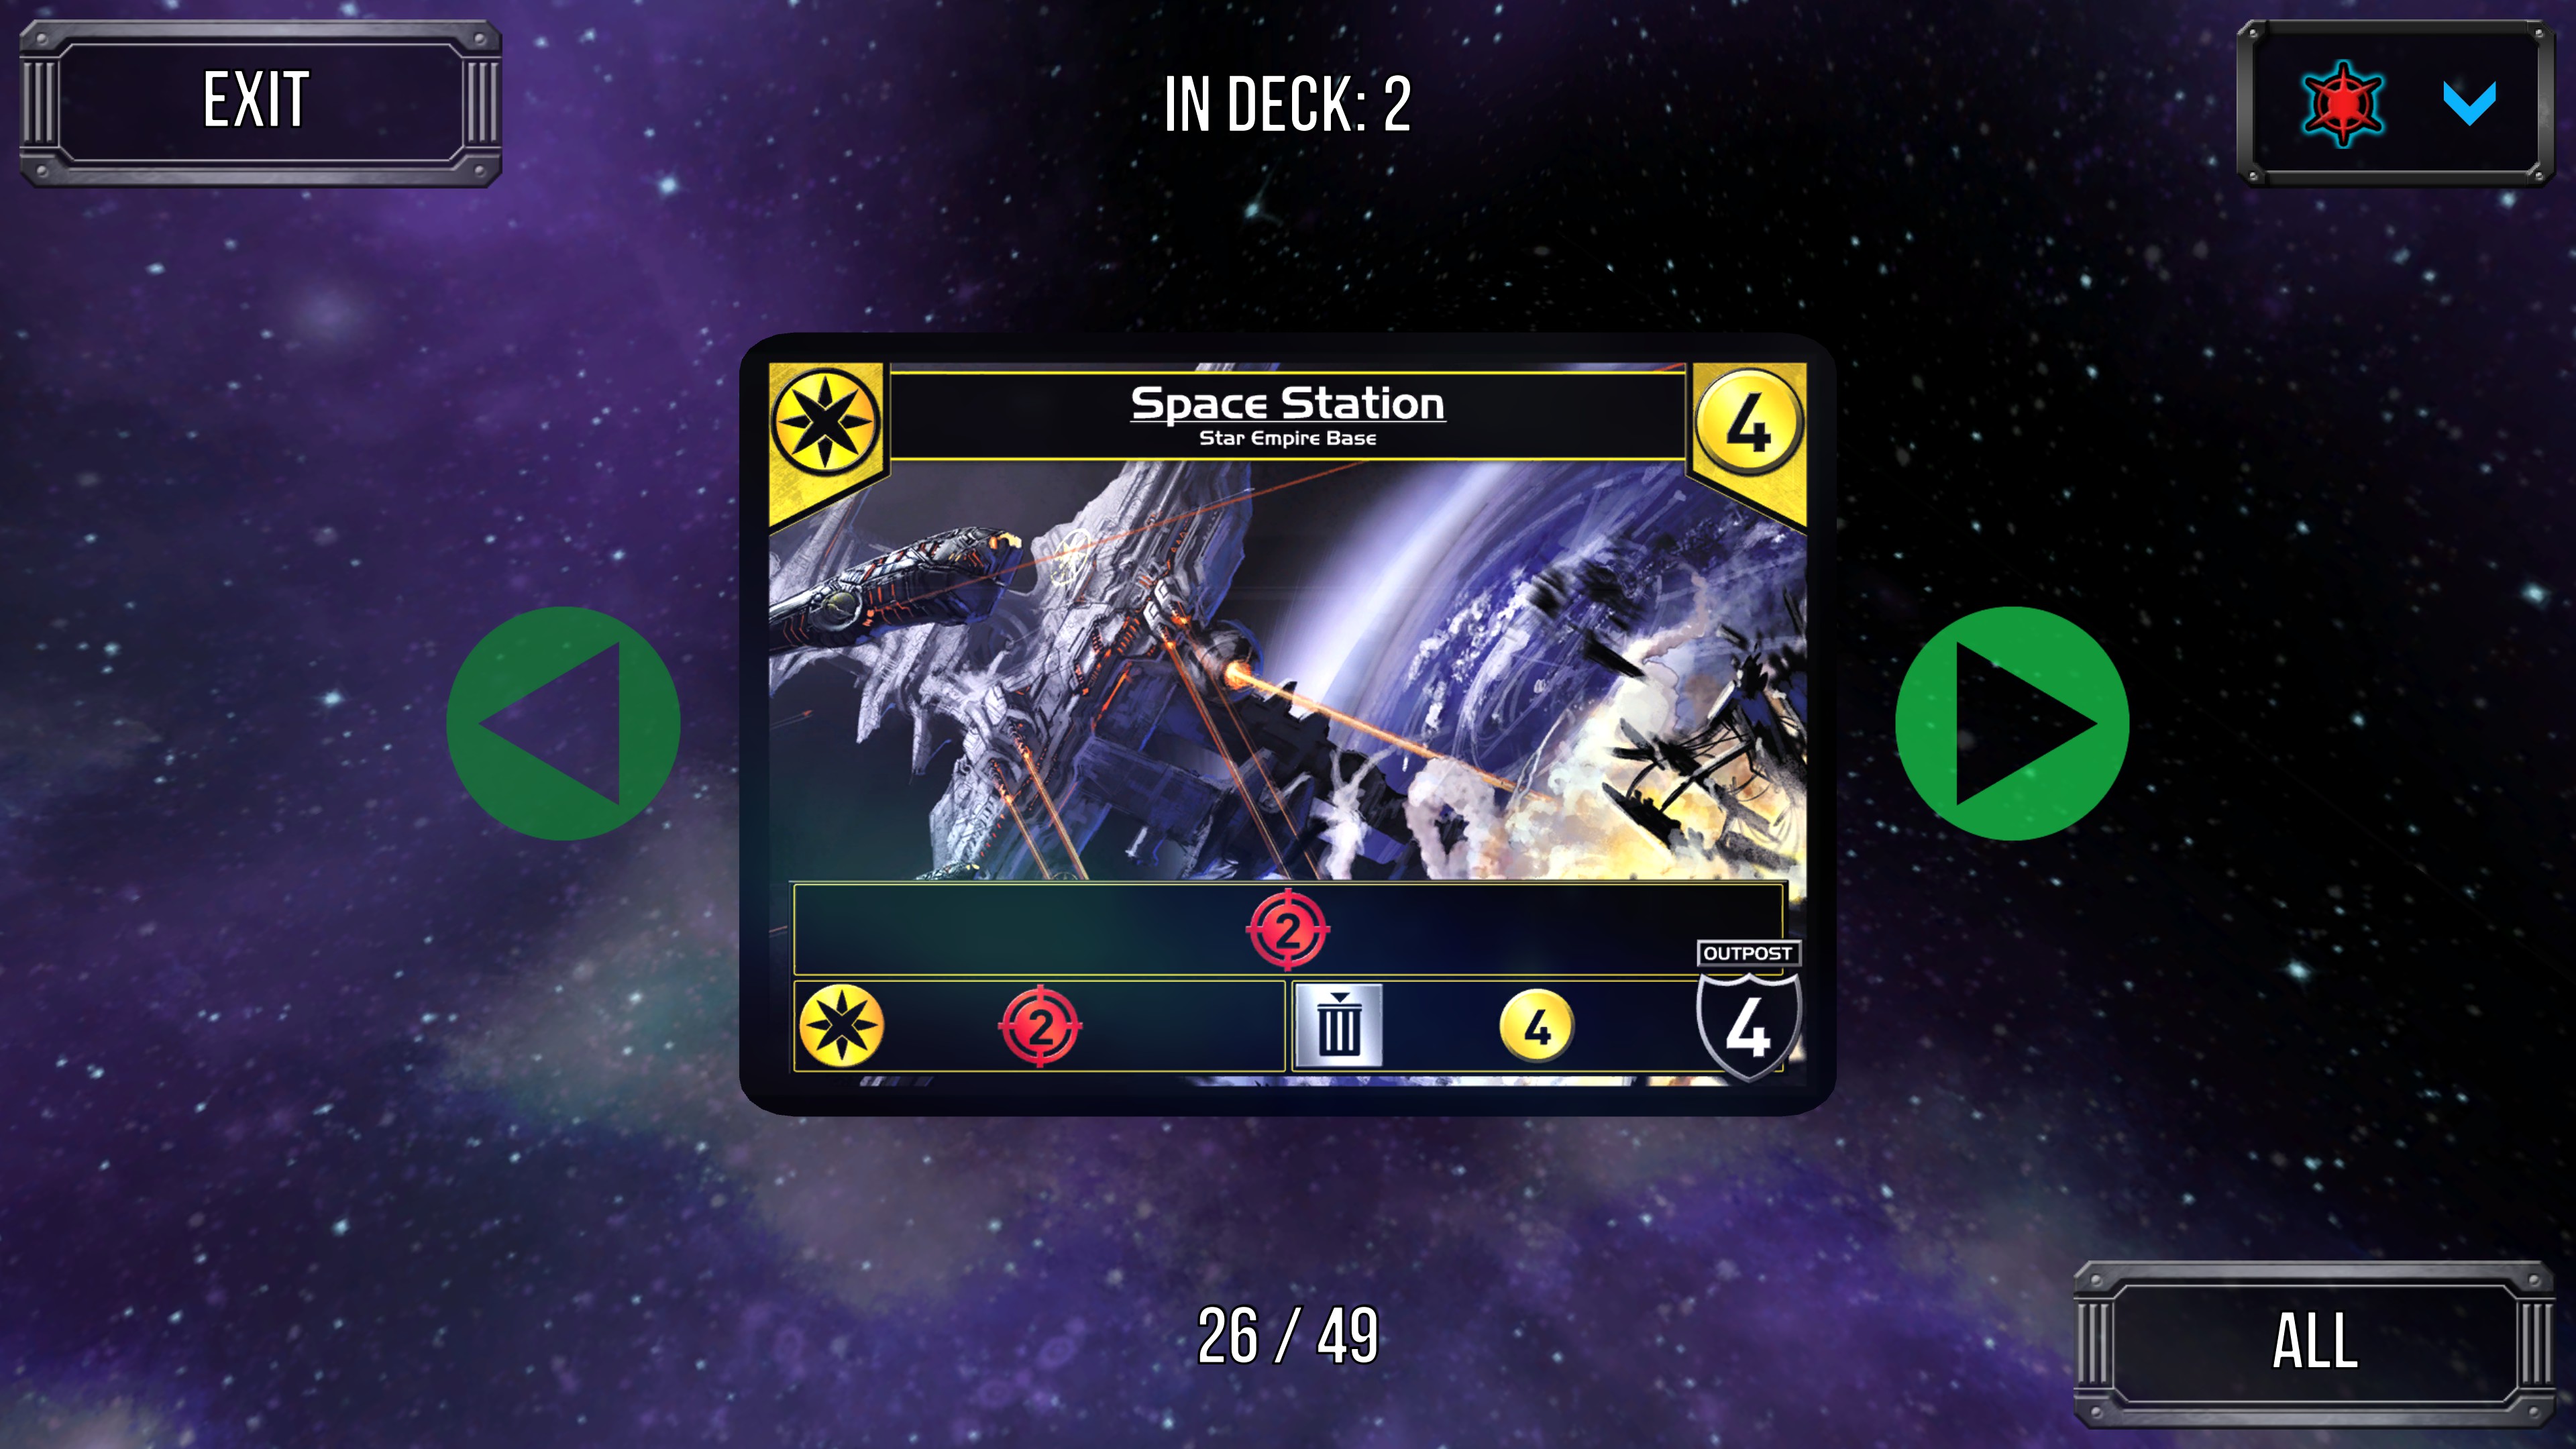 EXIT
IN DECK: 2
Space Station
4
Star Empire Base
2
OUTPOST
2
4
4
26 / 49
ALL